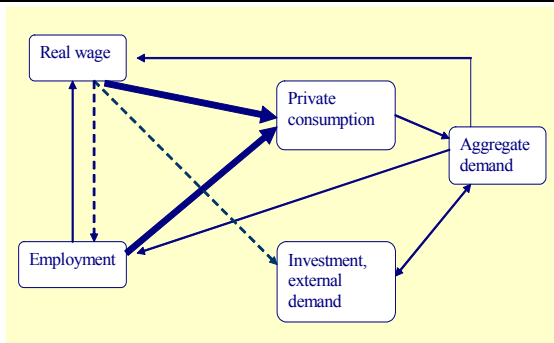 Real wage
Private
consumption
Aggregate
demand
Employment
Investment,
external
demand